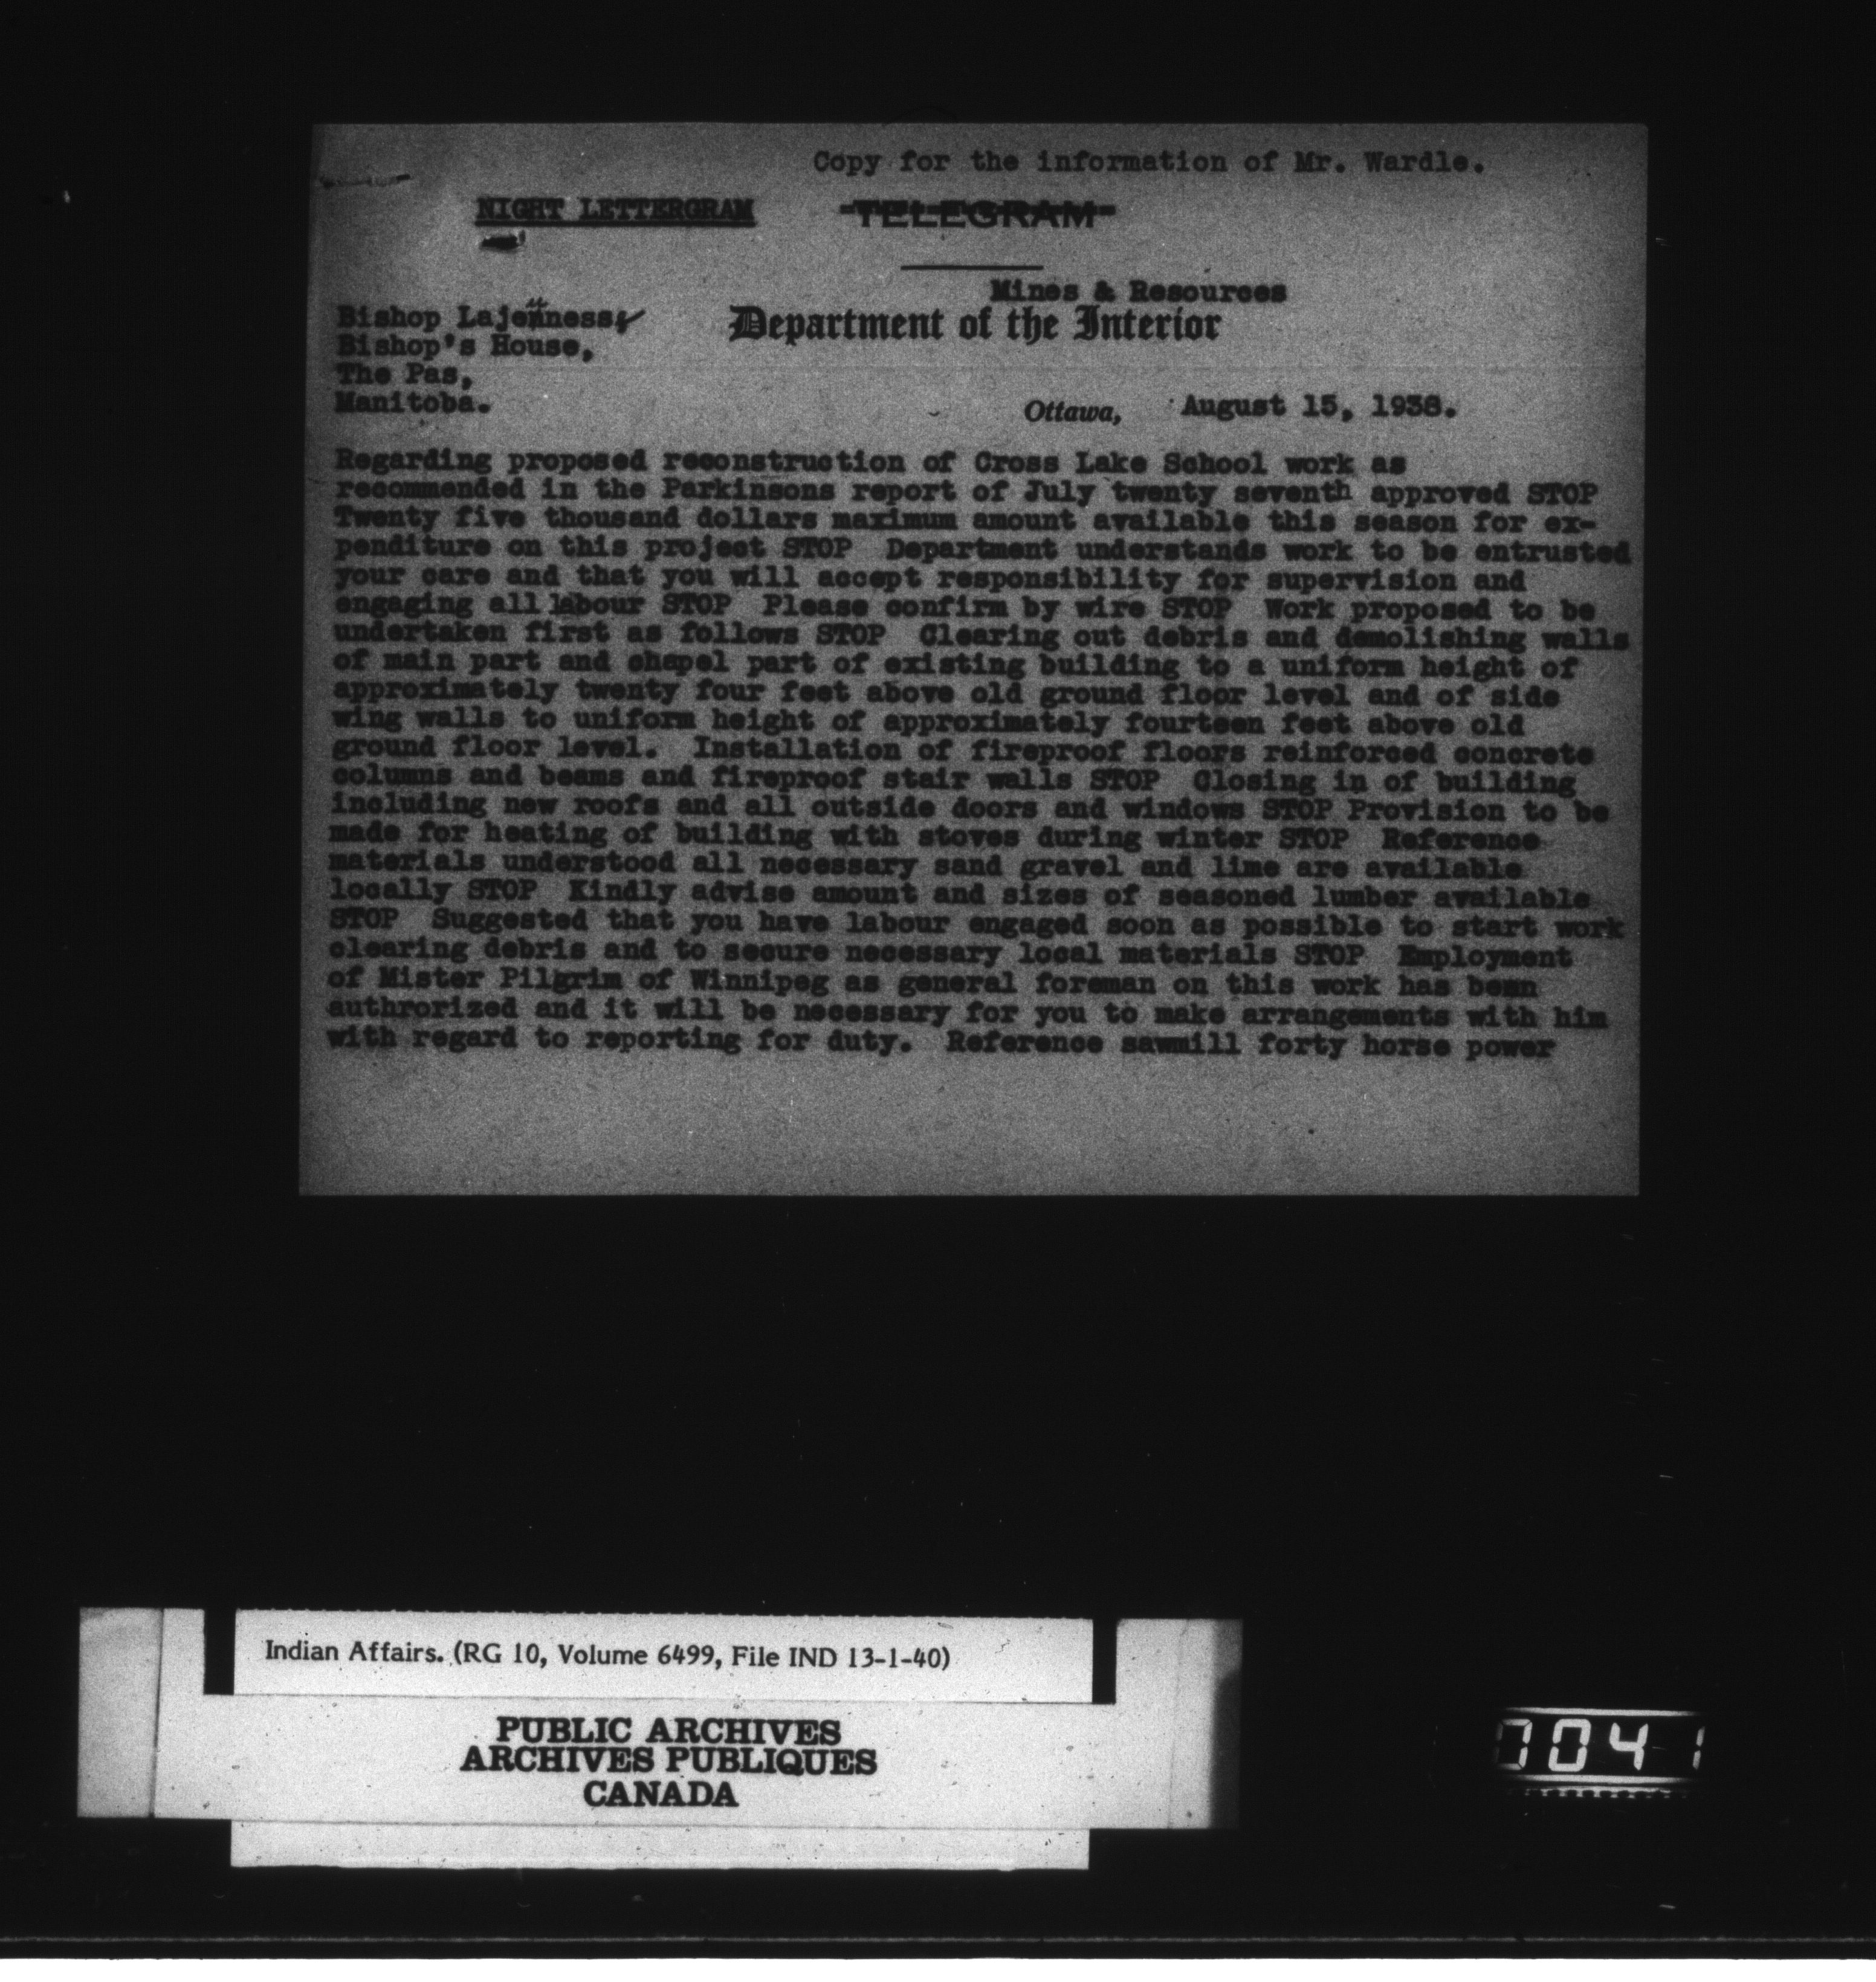 Copy for the information of Mr. Wardle.
NIGHT LETTERGRAM
TELEGRAM
Mines & Resources
Department of the Interior
Bishop Lajeunesse
Bishop's House,
The Pas,
Manitoba.
Ottawa, August 15, 1938.
Regarding proposed reconstruction of Cross Lake School work as
recommended in the Parkinsons report of July twenty seventh approved STOP
Twenty five thousand dollars maximum amount available this season for ex-
penditure on this project STOP Department understands work to be entrusted
your care and that you will accept responsibility for supervision and
engaging all labour STOP Please confirm by wire STOP Work proposed to be
undertaken first as follows STOP Clearing out debris and demolishing walls
of main part and chapel part of existing building to a uniform height of
approximately twenty four feet above old ground floor level and of side
wing walls to uniform height of approximately fourteen feet above old
ground floor level. Installation of fireproof floors reinforced concrete
columns and beams and fireproof stair walls STOP Closing in of building
including new roofs and all outside doors and windows STOP Provision to be
made for heating of building with stoves during winter STOP Reference
materials understood all necessary sand gravel and lime are available
locally STOP Kindly advise amount and sizes of seasoned lumber available
STOP Suggested that you have labour engaged soon as possible to start work
clearing debris and to secure necessary local materials STOP Employment
of Mister Pilgrim of Winnipeg as general foreman on this work has been
authrorized and it will be necessary for you to make arrangements with him
with regard to reporting for duty. Reference sawmill forty horse power
Indian Affairs. (RG 10, Volume 6499, File IND 13-1-40)
PUBLIC ARCHIVES
ARCHIVES PUBLIQUES
CANADA
041